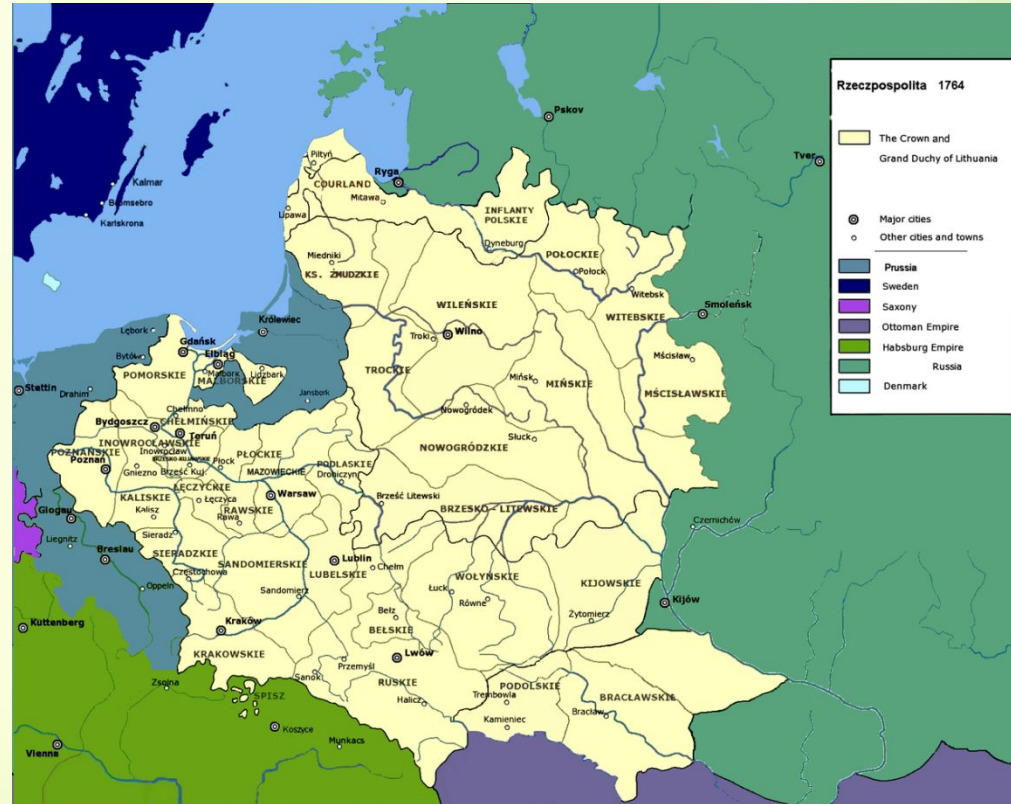 Rzeczpospolita 1764
The Crown and
Grand Duchy of Lithuania
Major cities
Other cities and towns
Prussia
Sweden
Saxony
Ottoman Empire
Habsburg Empire
Russia
Denmark
Pskov
Tver
Piltyń
COURLAND
Ryga
Mitawa
Kalmar
Bromsebro
Karlskrona
Lipawa
INFLANTY
POLSKIE
Dyneburg
Miedniki
KS. ŻMUDZKIE
POŁOCKIE
Połock
Witebsk
WILEŃSKIE
WITEBSKIE
Smoleńsk
Królewiec
Lębork
Troki
Wilno
Gdańsk
Bytów
Elbląg
Mścisław
POMORSKIE
Malbork
Lidzbark
MALBORSKIE
TROCKIE
Mińsk
MIŃSKIE
Stettin
Drahim
Jansbork
MŚCISŁAWSKIE
Chełmno
Nowogródek
Bydgoszcz
CHEŁMIŃSKIE
Toruń
Słuck
INOWROCŁAWSKIE
Inowrocław
NOWOGRÓDZKIE
POZNAŃSKIE
BRZESKO-KUJAWSKIE
PŁOCKIE
Poznań
Gniezno
Brześć Kuj.
Płock
MAZOWIECKIE
PODLASKIE
Drohiczyn
ŁĘCZYCKIE
KALISKIE
Łęczyca
Warsaw
Brześć Litewski
RAWSKIE
BRZESKO - LITEWSKIE
Glogau
Kalisz
Rawa
Czernichów
Liegnitz
Sieradz
Breslau
SIERADZKIE
SANDOMIERSKIE
Lublin
LUBELSKIE
Chełm
WOŁYŃSKIE
KIJOWSKIE
Częstochowa
Oppeln
Sandomierz
Łuck
Równe
Kijów
Bełz
Żytomierz
Kuttenberg
Kraków
BEŁSKIE
KRAKOWSKIE
Lwów
Przemyśl
Sanok
RUSKIE
Zsojna
SPISZ
Halicz
Trembowla
PODOLSKIE
BRACŁAWSKIE
Bracław
Kamieniec
Koszyce
Munkacs
Vienna